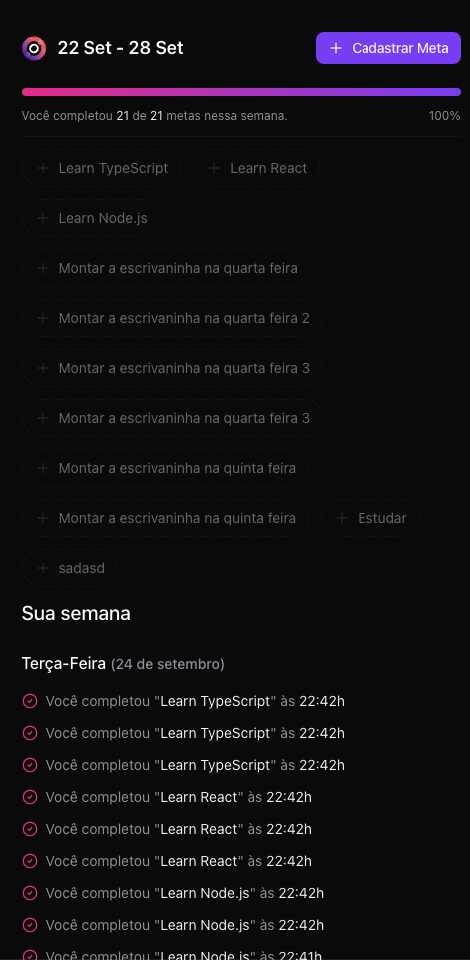 22 Set - 28 Set
Cadastrar Meta
Você completou 21 de 21 metas nessa semana.
100%
Learn TypeScript
Learn React
Learn Node.js
Montar a escrivaninha na quarta feira
Montar a escrivaninha na quarta feira 2
Montar a escrivaninha na quarta feira 3
Montar a escrivaninha na quarta feira 3
Montar a escrivaninha na quinta feira
Montar a escrivaninha na quinta feira
Estudar
sadasd
Sua semana
Terça-Feira (24 de setembro)
Você completou "Learn TypeScript" às 22:42h
Você completou "Learn TypeScript" às 22:42h
Você completou "Learn TypeScript" às 22:42h
Você completou "Learn React" às 22:42h
Você completou "Learn React" às 22:42h
Você completou "Learn React" às 22:42h
Você completou "Learn Node.js" às 22:42h
Você completou "Learn Node.js" às 22:42h
Você completou "Learn Node.js" às 22:41h